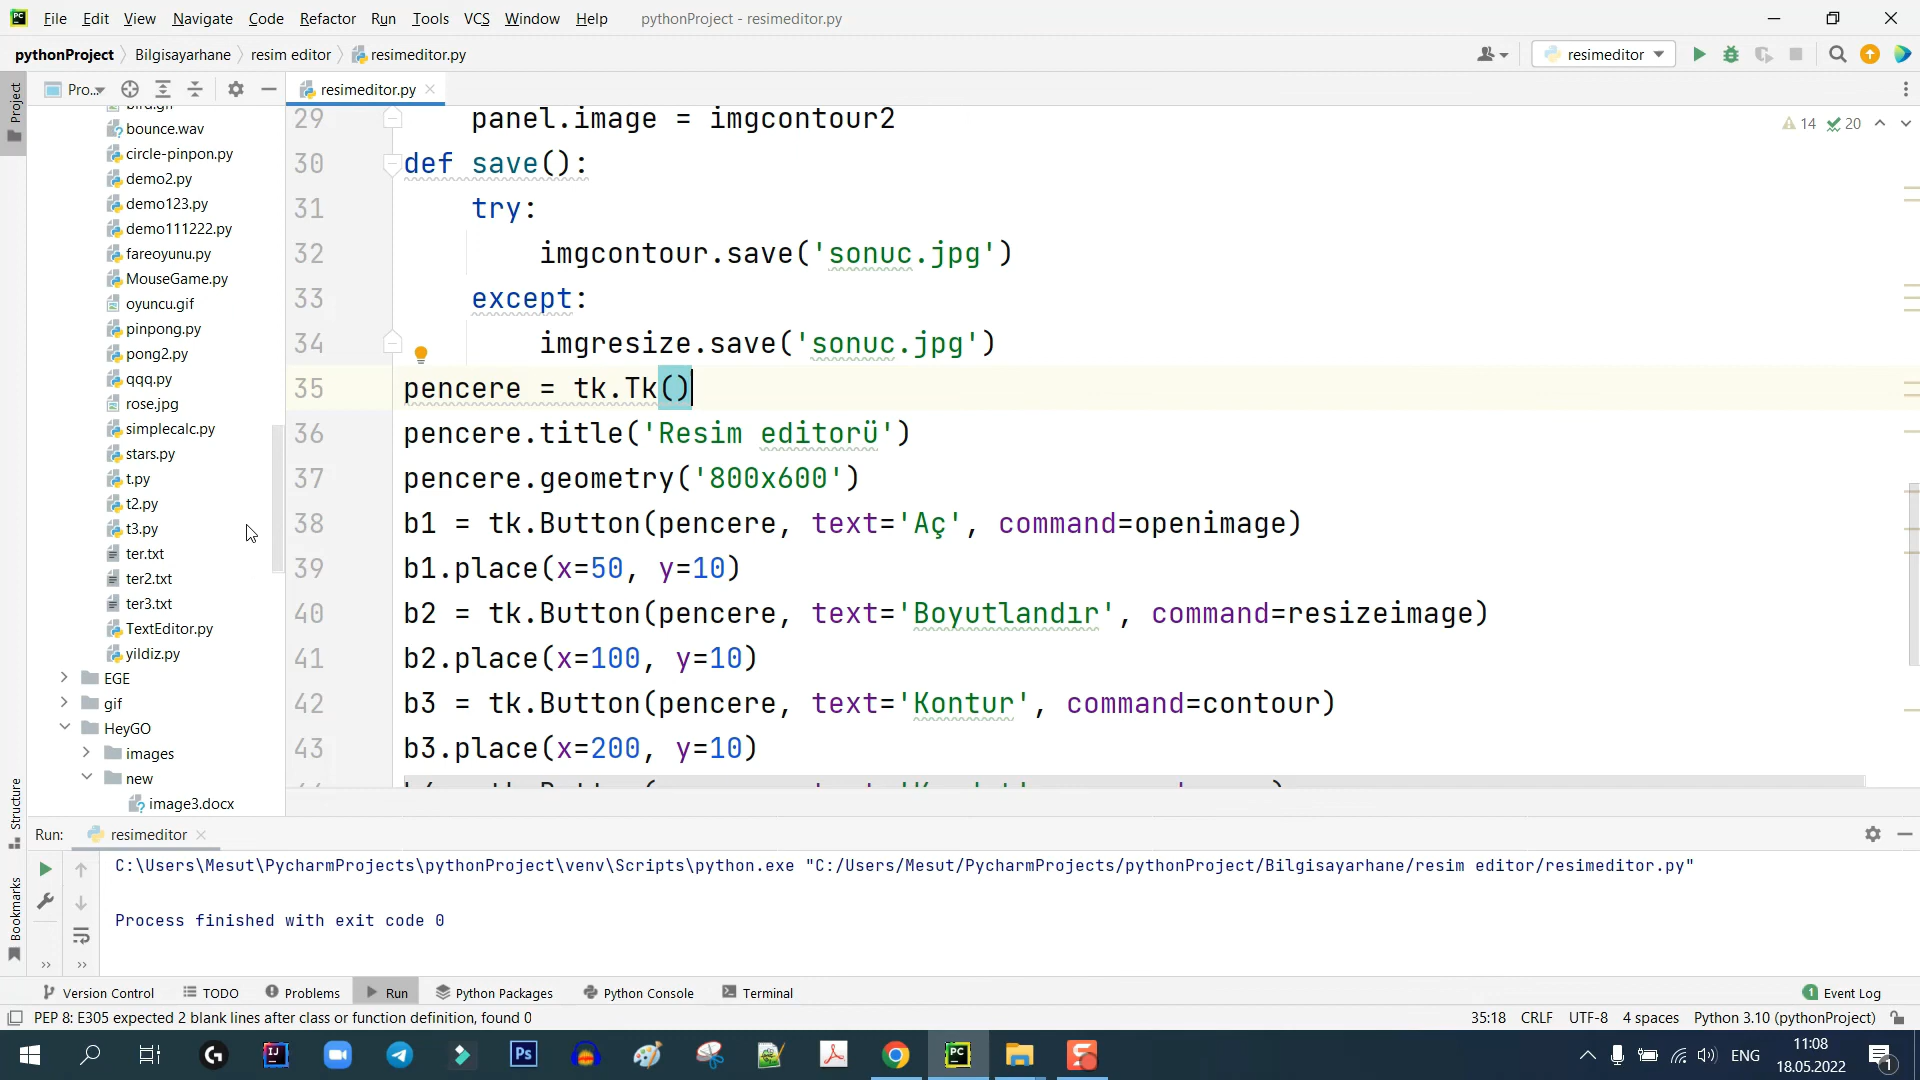 File Edit View Navigate Code Refactor Run Tools VCS Window Help pythonProject - resimeditor.py
pythonProject Bilgisayarhane resim editor resimeditor.py resimeditor
Project
Pro... resimeditor.py
14 20
bird.gif
bounce.wav
circle-pinpon.py
demo2.py
demo123.py
demo111222.py
fareoyunu.py
MouseGame.py
oyuncu.gif
pinpong.py
pong2.py
qqq.py
rose.jpg
simplecalc.py
stars.py
t.py
t2.py
t3.py
ter.txt
ter2.txt
ter3.txt
TextEditor.py
yildiz.py
EGE
gif
HeyGO
images
new
image3.docx
29 panel.image = imgcontour2
30 def save():
31 try:
32 imgcontour.save('sonuc.jpg')
33 except:
34 imgresize.save('sonuc.jpg')
35 pencere = tk.Tk()
36 pencere.title('Resim editorü')
37 pencere.geometry('800x600')
38 b1 = tk.Button(pencere, text='Aç', command=openimage)
39 b1.place(x=50, y=10)
40 b2 = tk.Button(pencere, text='Boyutlandır', command=resizeimage)
41 b2.place(x=100, y=10)
42 b3 = tk.Button(pencere, text='Kontur', command=contour)
43 b3.place(x=200, y=10)
Structure
Bookmarks
Run: resimeditor
C:\Users\Mesut\PycharmProjects\pythonProject\venv\Scripts\python.exe "C:/Users/Mesut/PycharmProjects/pythonProject/Bilgisayarhane/resim editor/resimeditor.py"
Process finished with exit code 0
Version Control TODO Problems Run Python Packages Python Console Terminal 1 Event Log
PEP 8: E305 expected 2 blank lines after class or function definition, found 0 35:18 CRLF UTF-8 4 spaces Python 3.10 (pythonProject)
ENG 11:08
18.05.2022
1